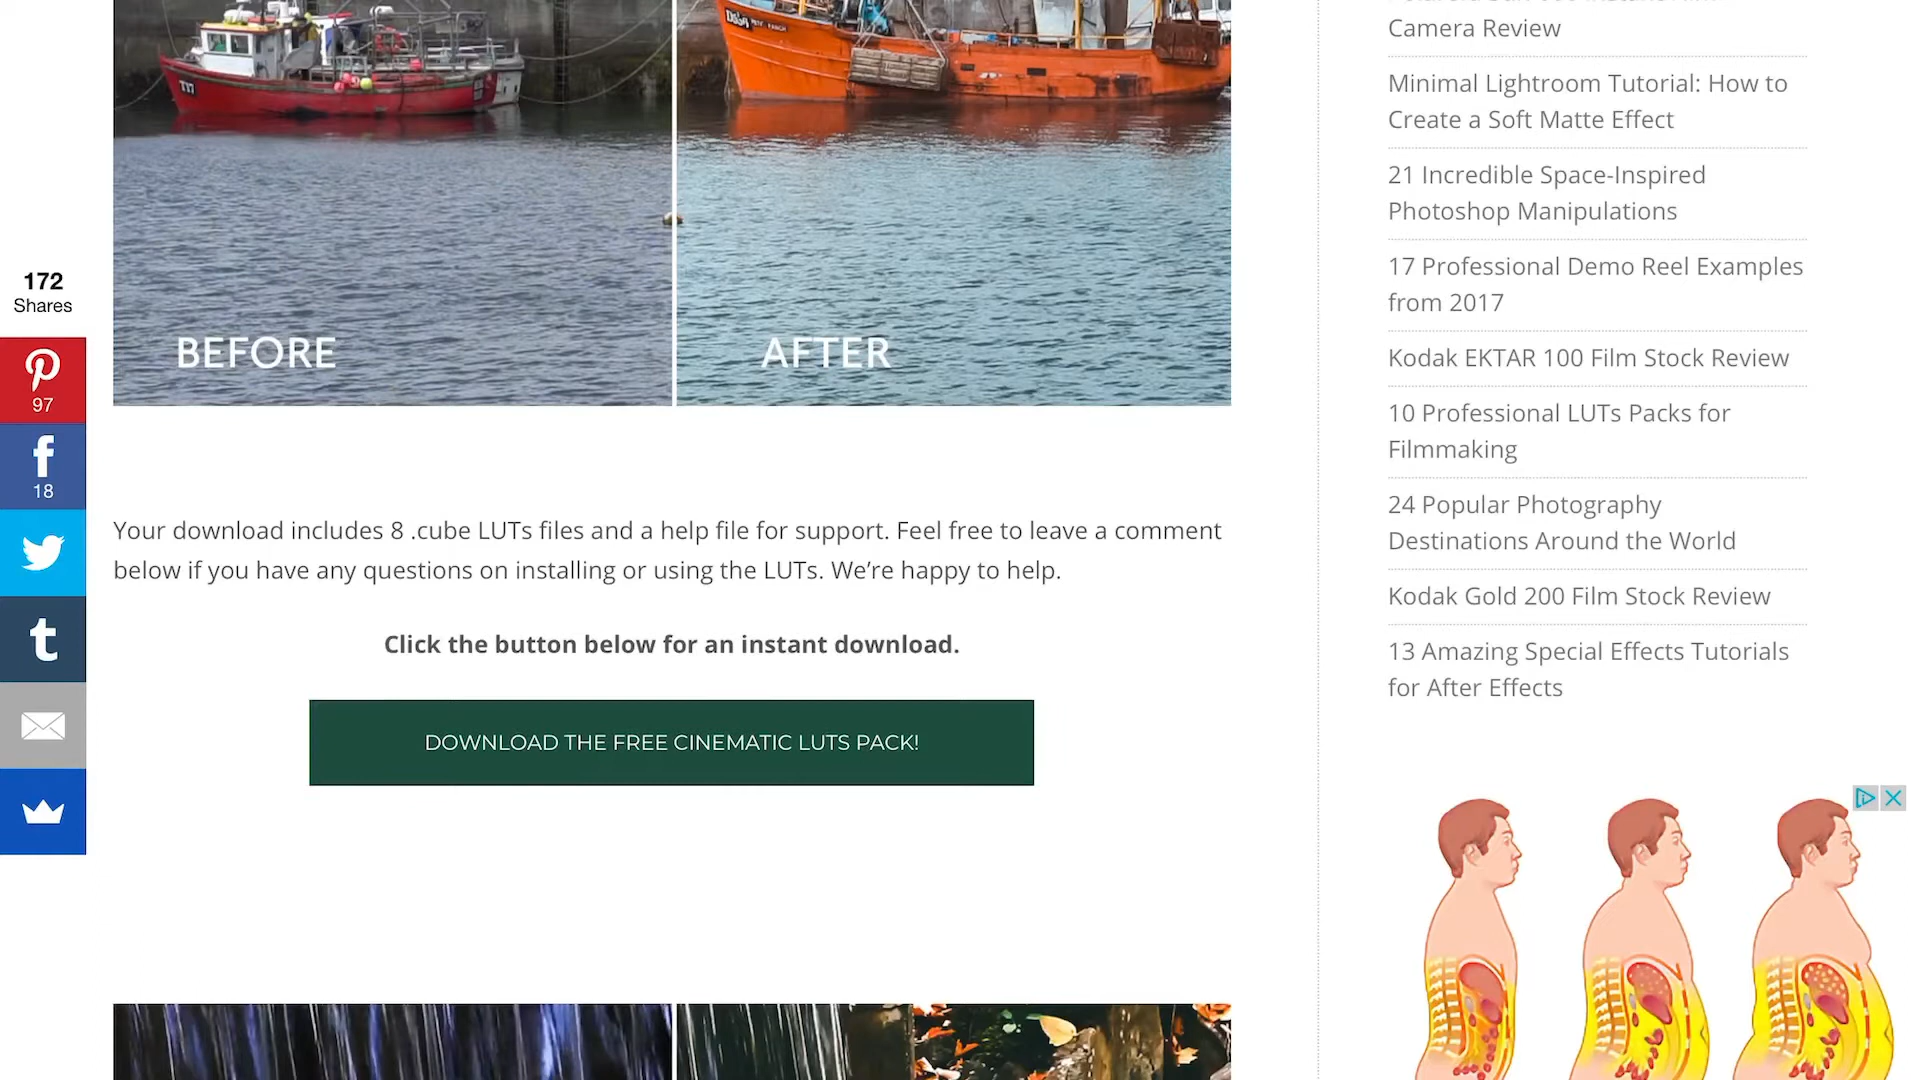 172
Shares
97
18
T17
BEFORE
AFTER
Your download includes 8 .cube LUTs files and a help file for support. Feel free to leave a comment
below if you have any questions on installing or using the LUTs. We’re happy to help.
Click the button below for an instant download.
DOWNLOAD THE FREE CINEMATIC LUTS PACK!
Camera Review
Minimal Lightroom Tutorial: How to
Create a Soft Matte Effect
21 Incredible Space-Inspired
Photoshop Manipulations
17 Professional Demo Reel Examples
from 2017
Kodak EKTAR 100 Film Stock Review
10 Professional LUTs Packs for
Filmmaking
24 Popular Photography
Destinations Around the World
Kodak Gold 200 Film Stock Review
13 Amazing Special Effects Tutorials
for After Effects